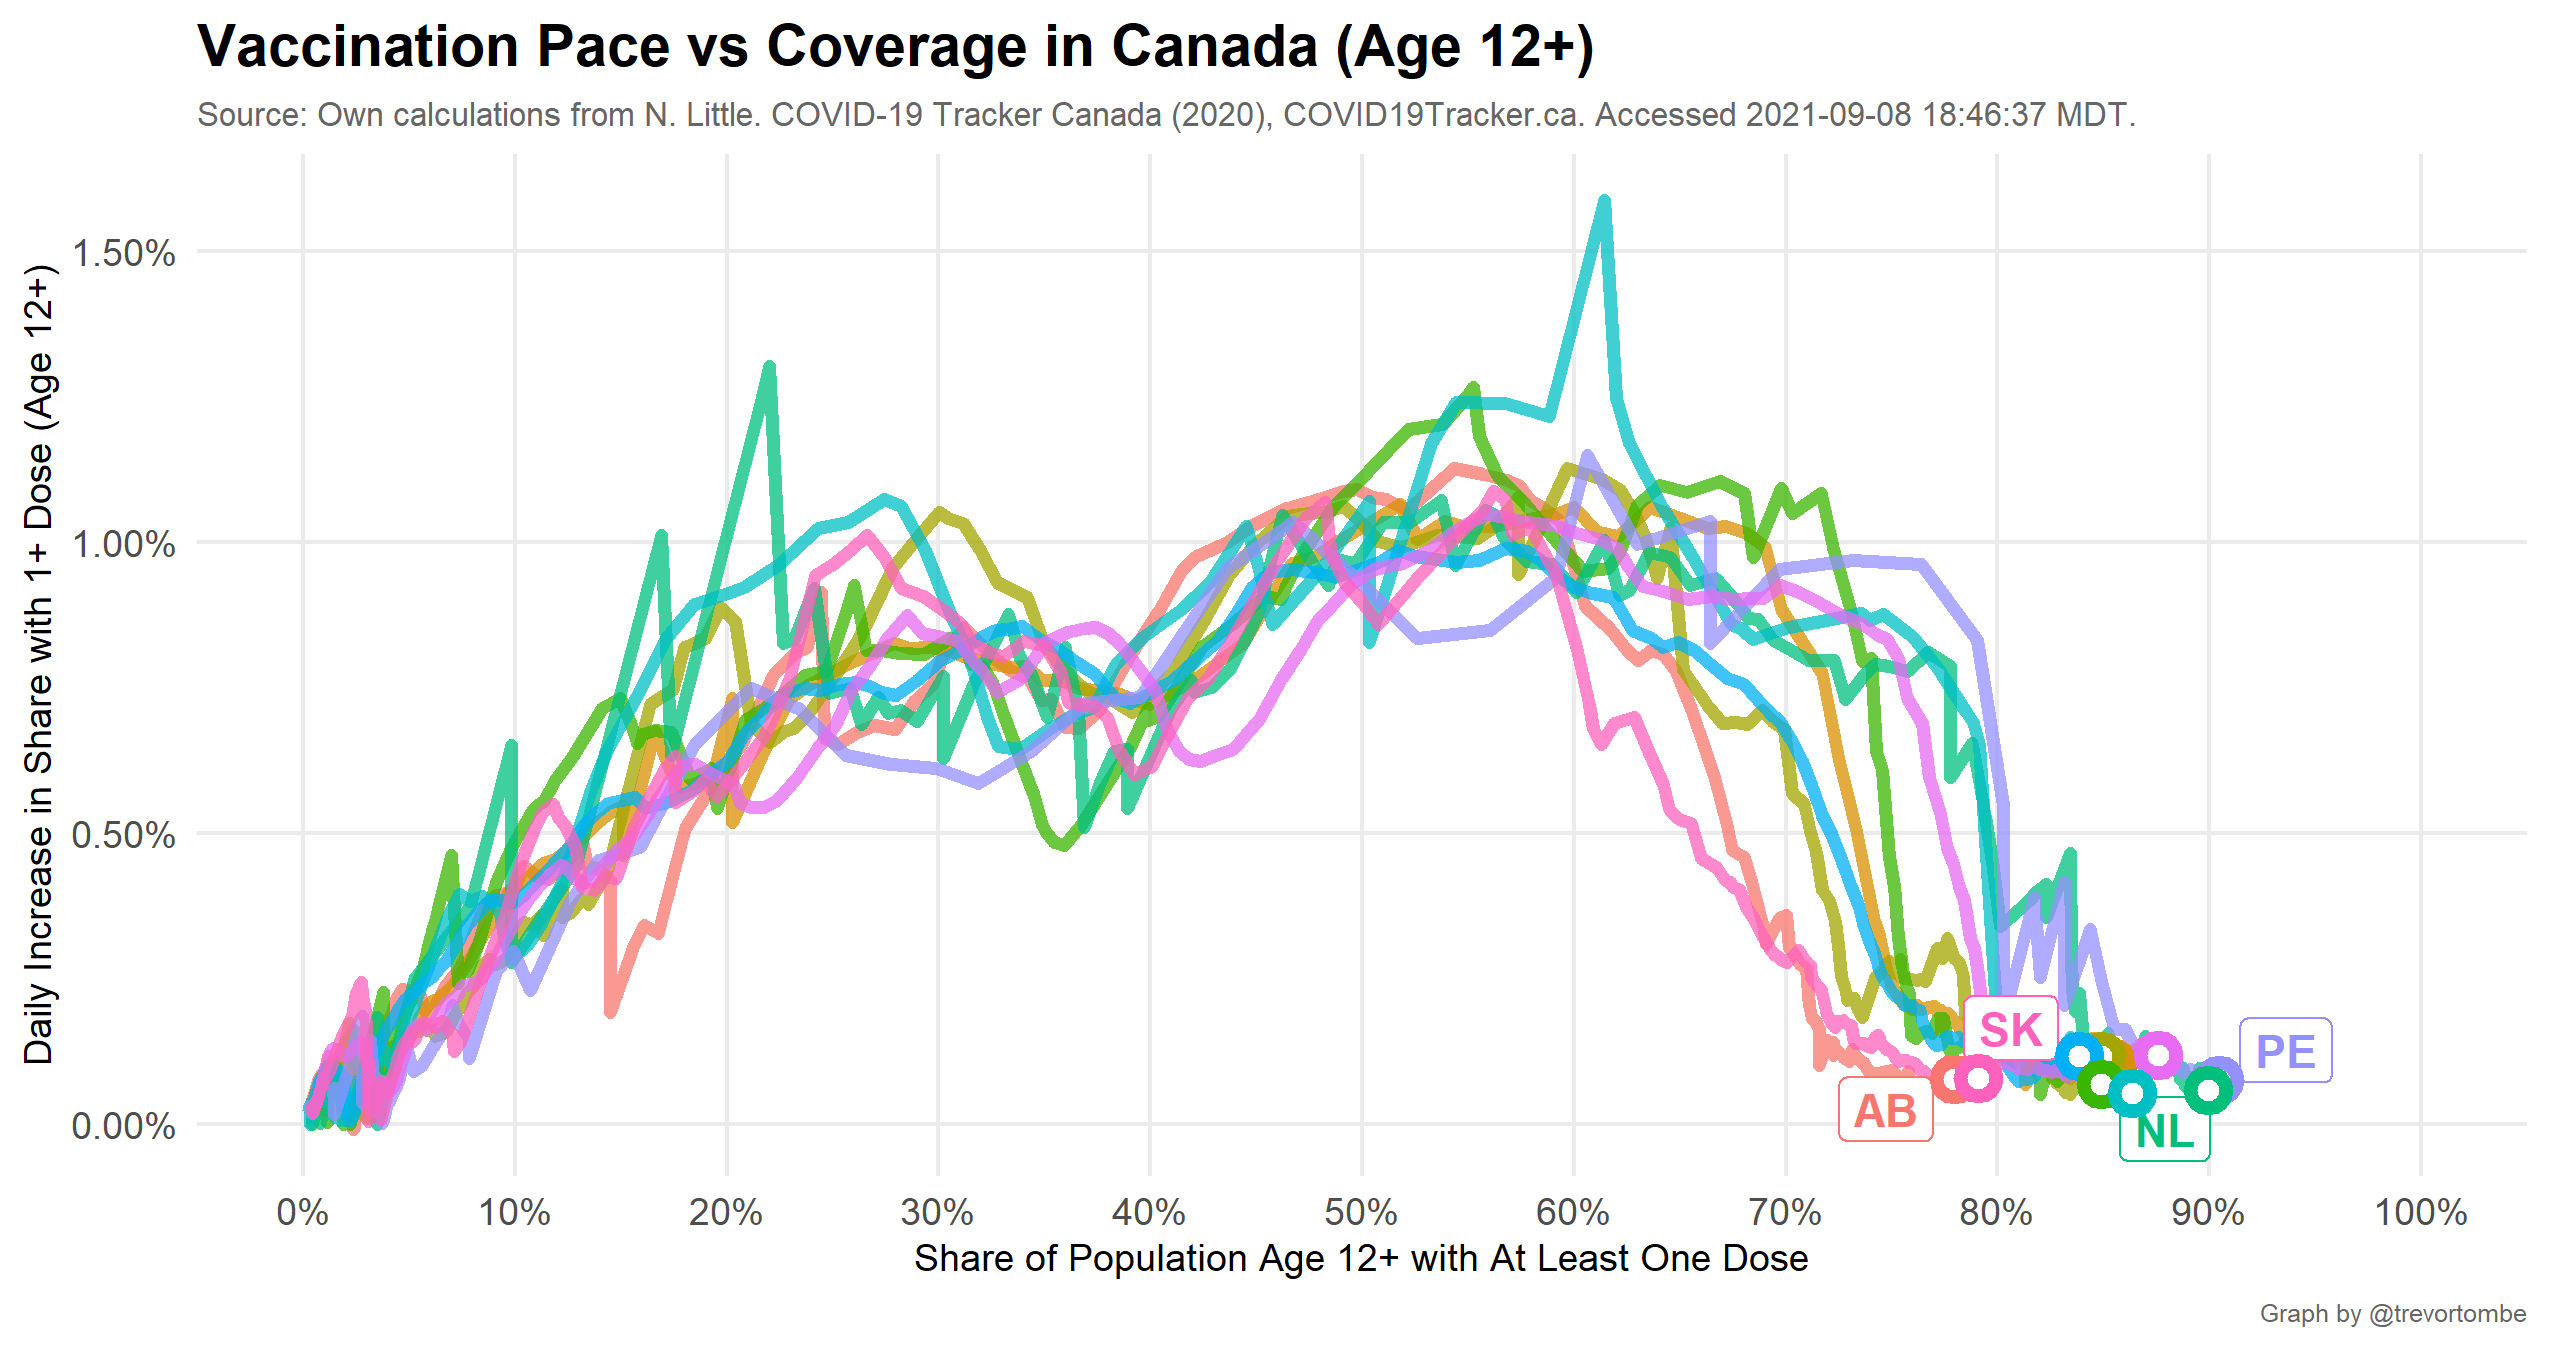 Vaccination Pace vs Coverage in Canada (Age 12+)
Source: Own calculations from N. Little. COVID-19 Tracker Canada (2020), COVID19Tracker.ca. Accessed 2021-09-08 18:46:37 MDT.
Daily Increase in Share with 1+ Dose (Age 12+)
1.50%
1.00%
0.50%
0.00%
SK
PE
AB
NL
0% 10% 20% 30% 40% 50% 60% 70% 80% 90% 100%
Share of Population Age 12+ with At Least One Dose
Graph by @trevortombe